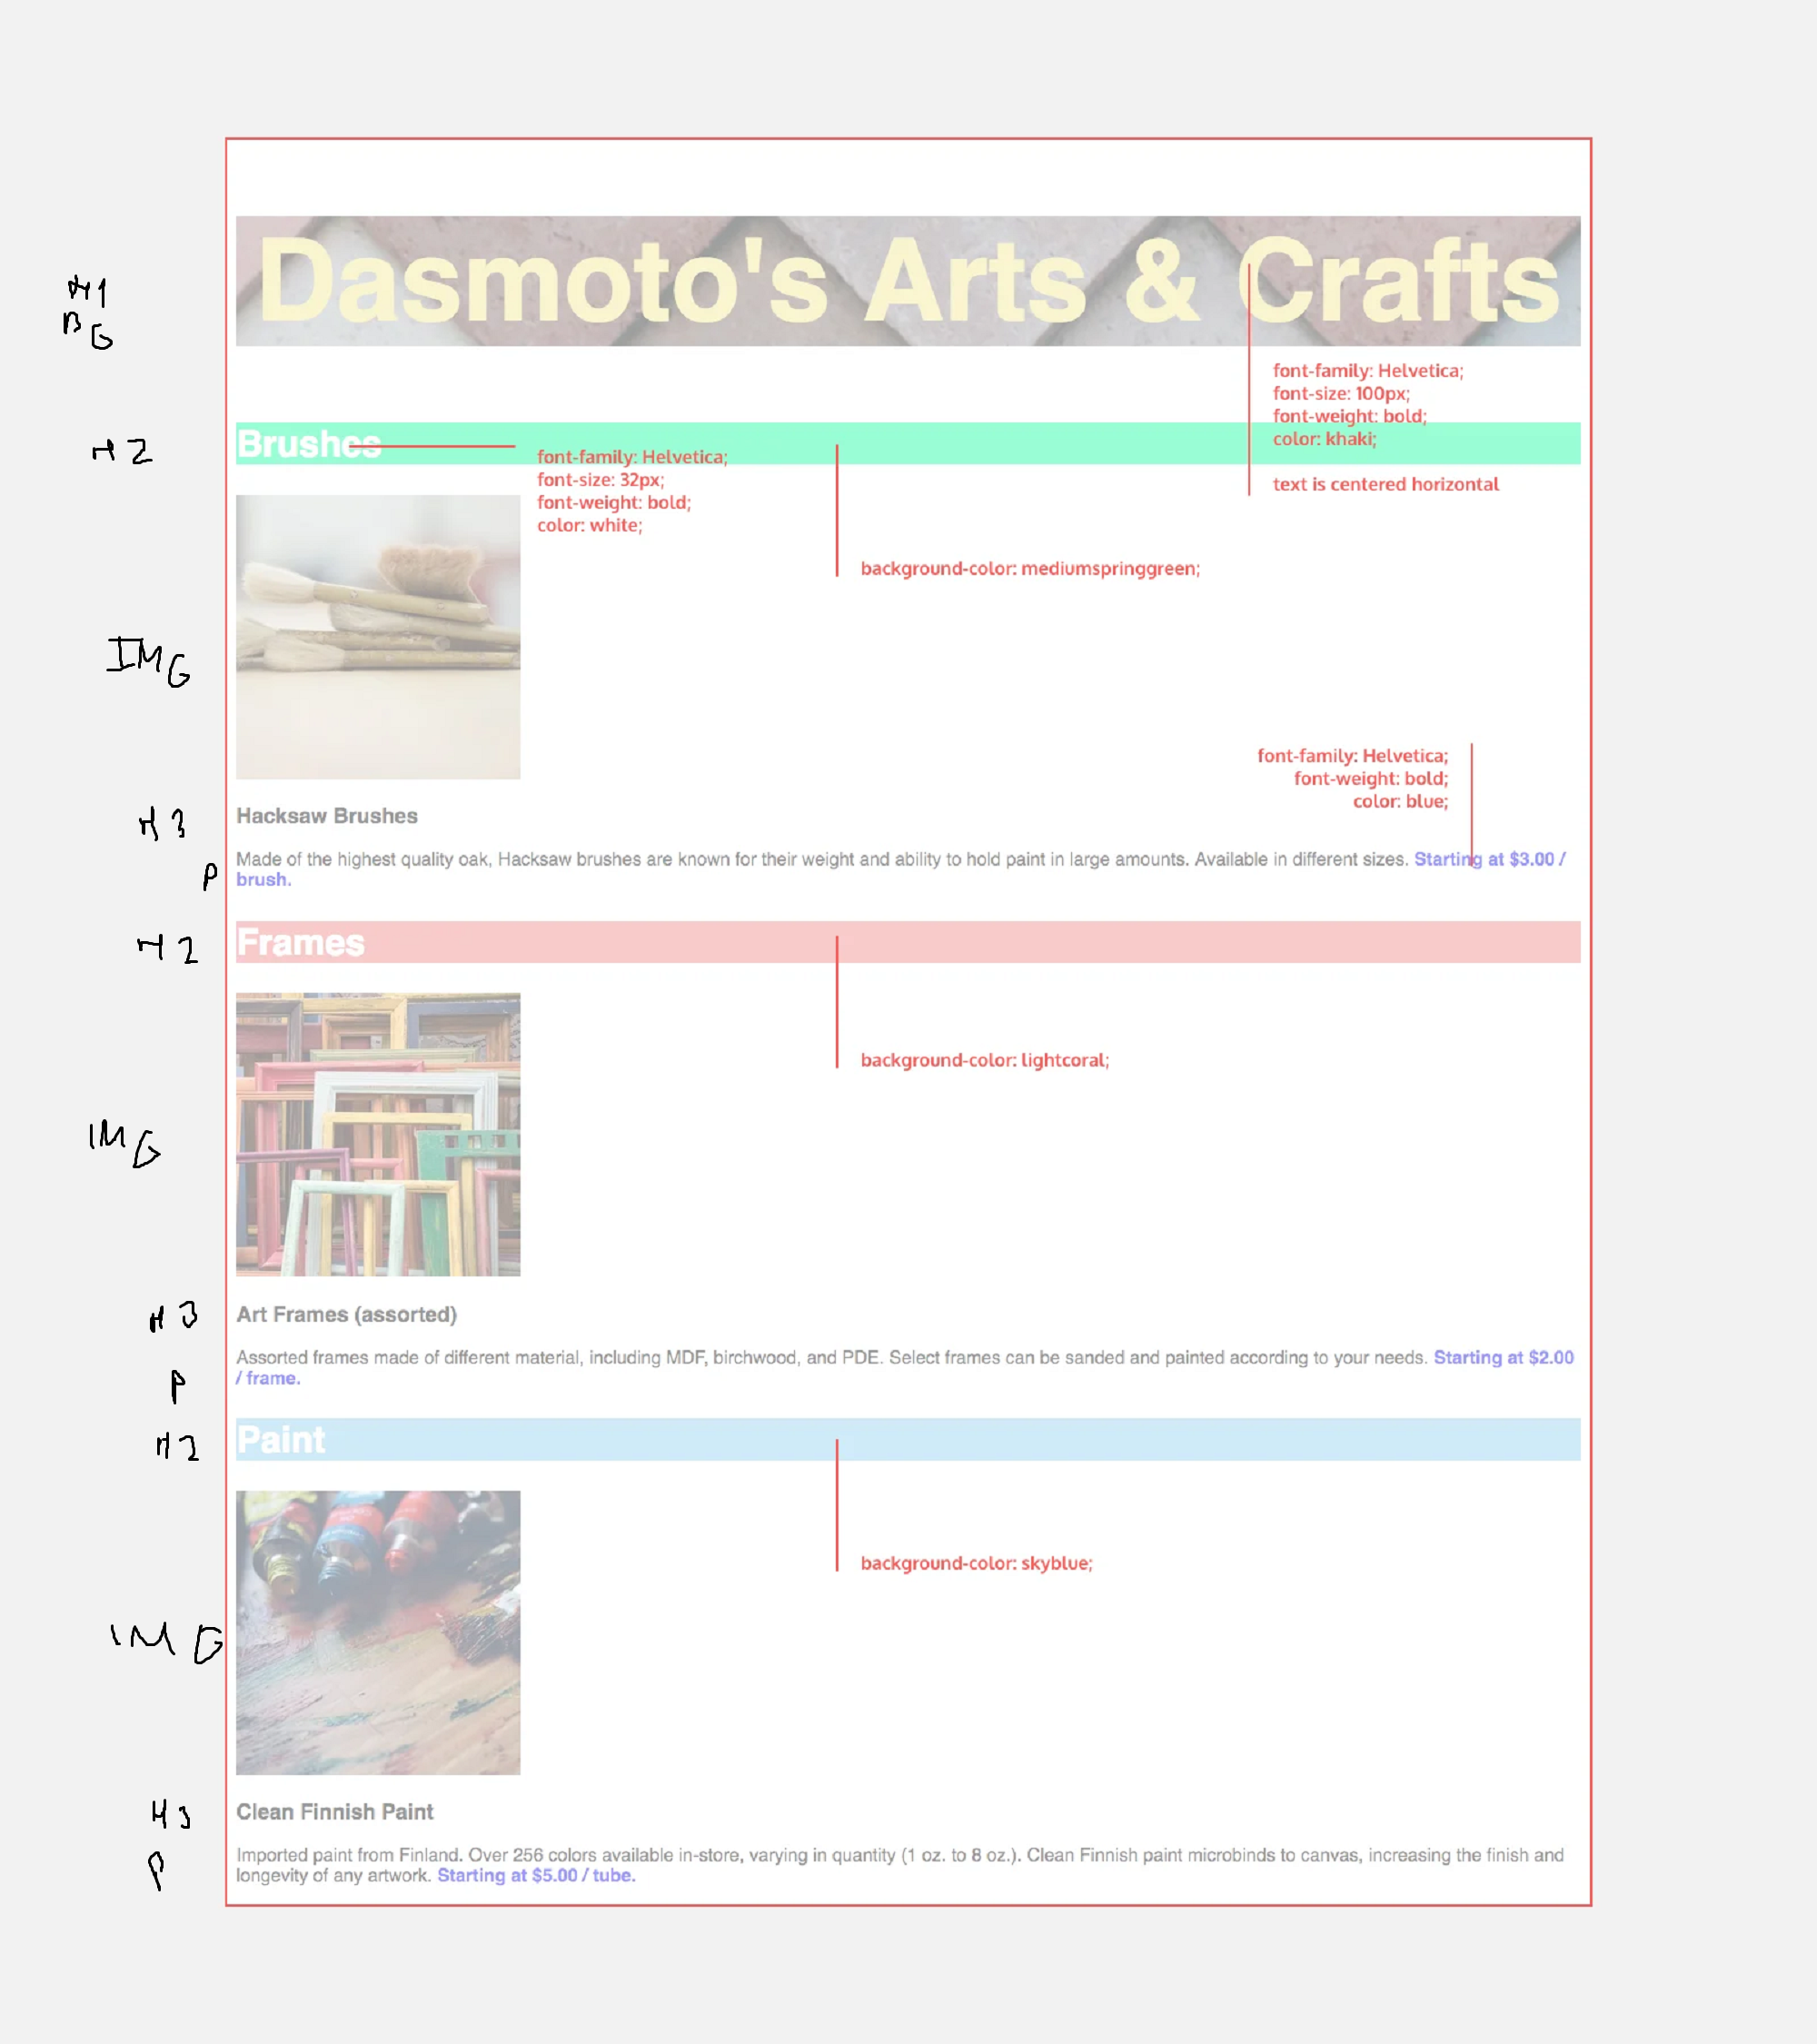 Dasmoto's Arts & Crafts
H1
BG
font-family: Helvetica;
font-size: 100px;
font-weight: bold;
color: khaki;
text is centered horizontal
H2
Brushes
font-family: Helvetica;
font-size: 32px;
font-weight: bold;
color: white;
background-color: mediumspringgreen;
IMG
font-family: Helvetica;
font-weight: bold;
color: blue;
H3
Hacksaw Brushes
P
Made of the highest quality oak, Hacksaw brushes are known for their weight and ability to hold paint in large amounts. Available in different sizes. Starting at $3.00 /
brush.
H2
Frames
background-color: lightcoral;
IMG
H3
Art Frames (assorted)
Assorted frames made of different material, including MDF, birchwood, and PDE. Select frames can be sanded and painted according to your needs. Starting at $2.00
/ frame.
P
H2
Paint
background-color: skyblue;
IMG
H3
Clean Finnish Paint
P
Imported paint from Finland. Over 256 colors available in-store, varying in quantity (1 oz. to 8 oz.). Clean Finnish paint microbinds to canvas, increasing the finish and
longevity of any artwork. Starting at $5.00 / tube.